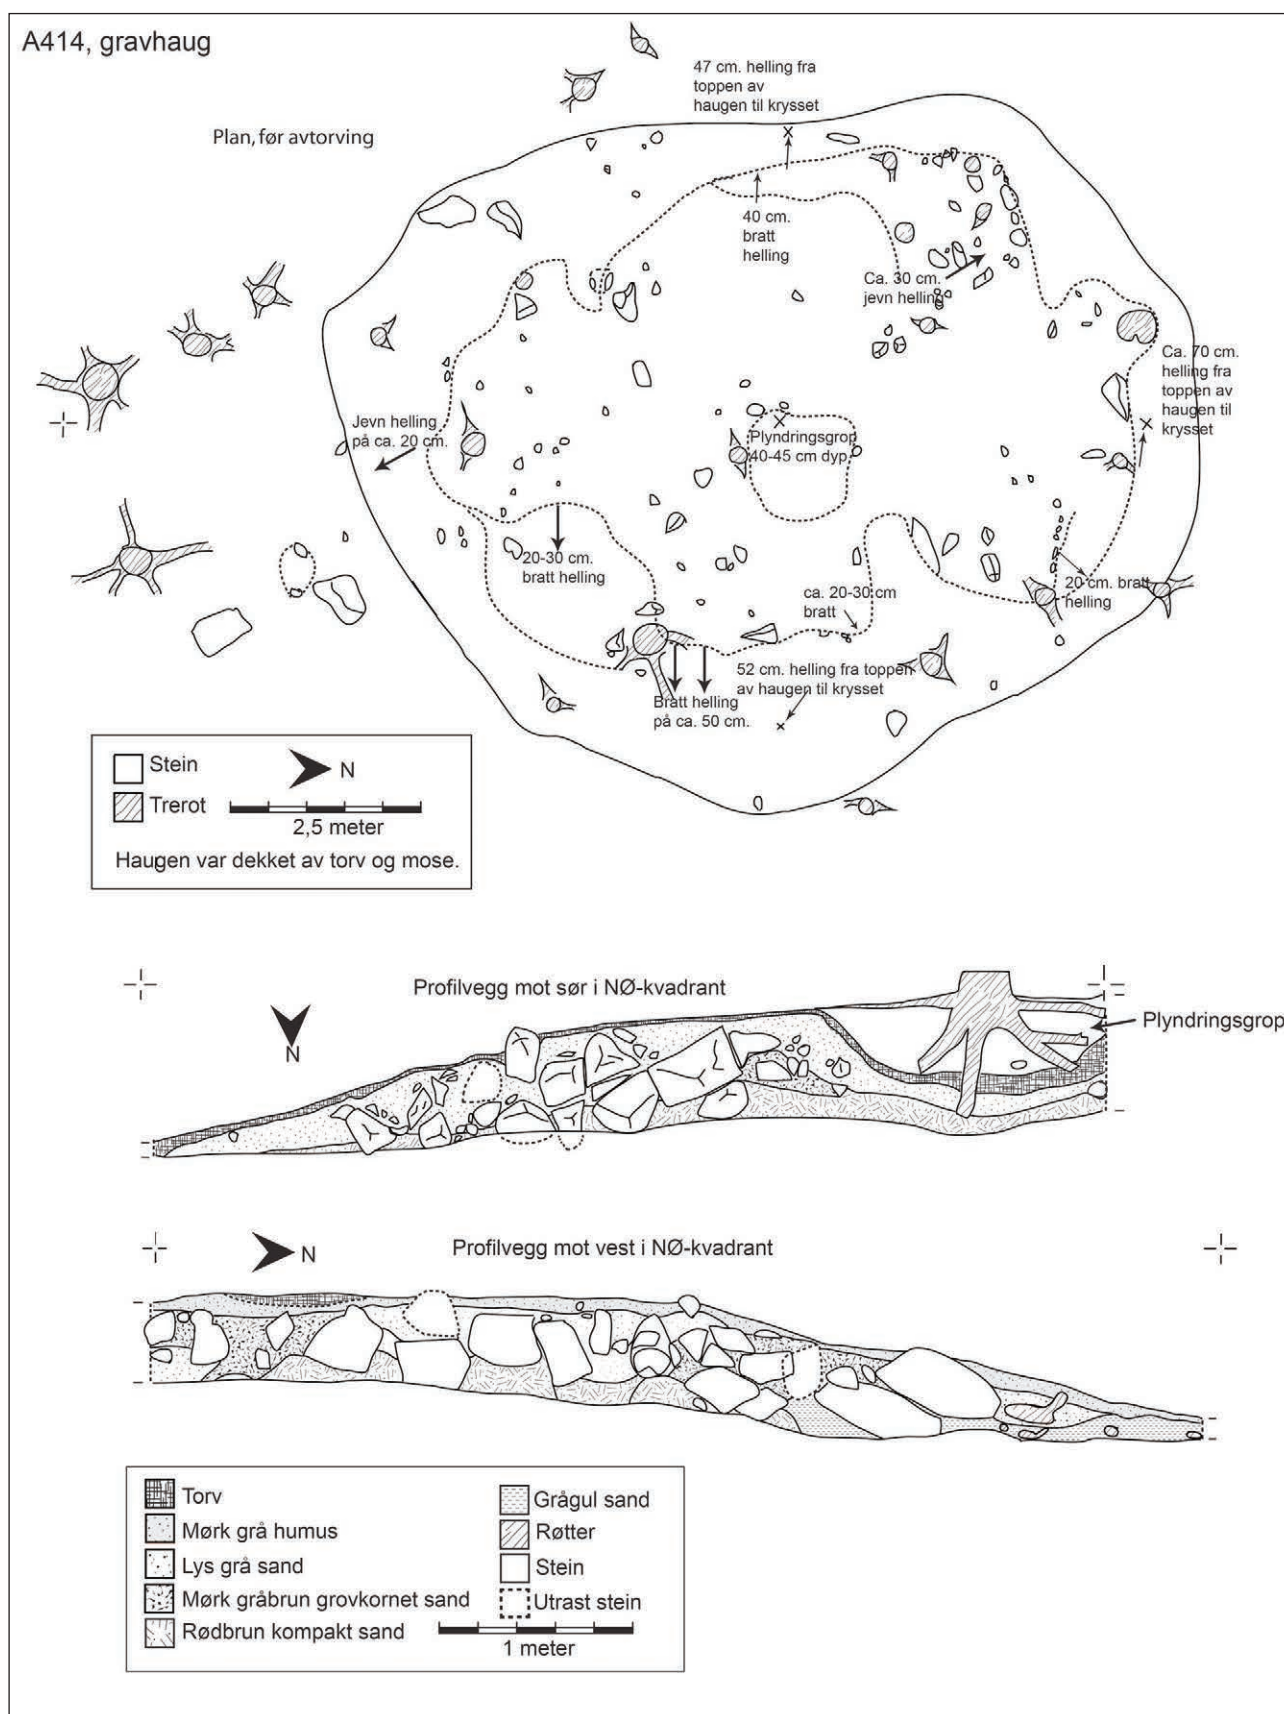 A414, gravhaug
Plan, før avtorving
47 cm. helling fra
toppen av
haugen til krysset
40 cm.
bratt
helling
Ca. 30 cm.
jevn helling
Ca. 70 cm.
helling fra
toppen av
haugen til
krysset
Jevn helling
på ca. 20 cm.
Plyndringsgrop
40-45 cm dyp
20-30 cm.
bratt helling
ca. 20-30 cm
bratt
20 cm. bratt
helling
52 cm. helling fra toppen
av haugen til krysset
Bratt helling
på ca. 50 cm.
Stein
N
Trerot
2,5 meter
Haugen var dekket av torv og mose.
Profilvegg mot sør i NØ-kvadrant
N
Plyndringsgrop
N
Profilvegg mot vest i NØ-kvadrant
Torv
Mørk grå humus
Lys grå sand
Mørk gråbrun grovkornet sand
Rødbrun kompakt sand
Grågul sand
Røtter
Stein
Utrast stein
1 meter